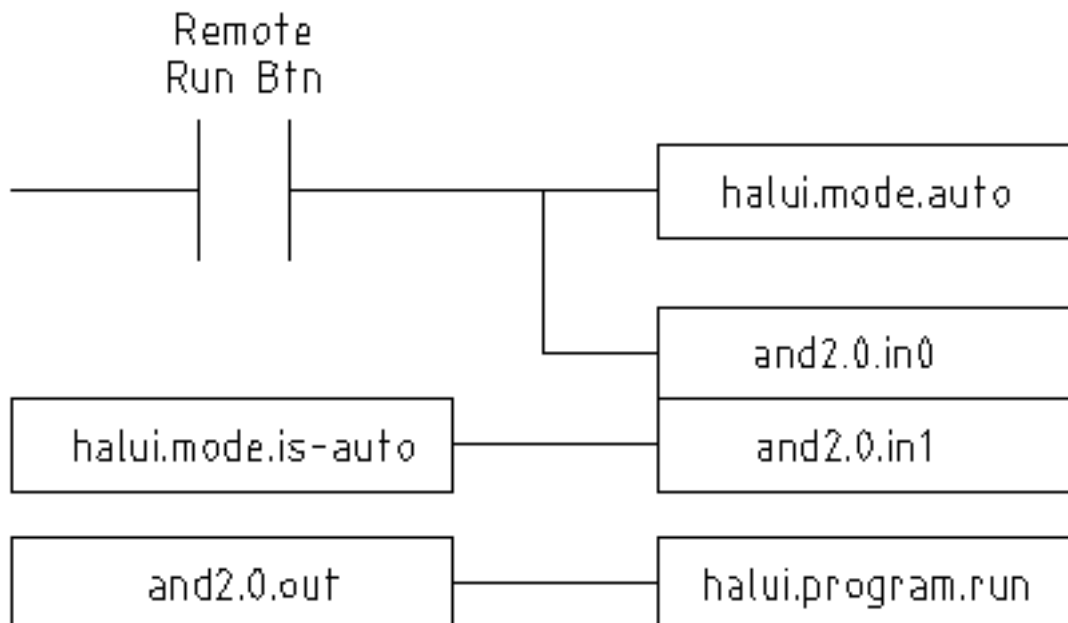 Remote
Run Btn
halui.mode.auto
and2.0.in0
halui.mode.is-auto
and2.0.in1
and2.0.out
halui.program.run